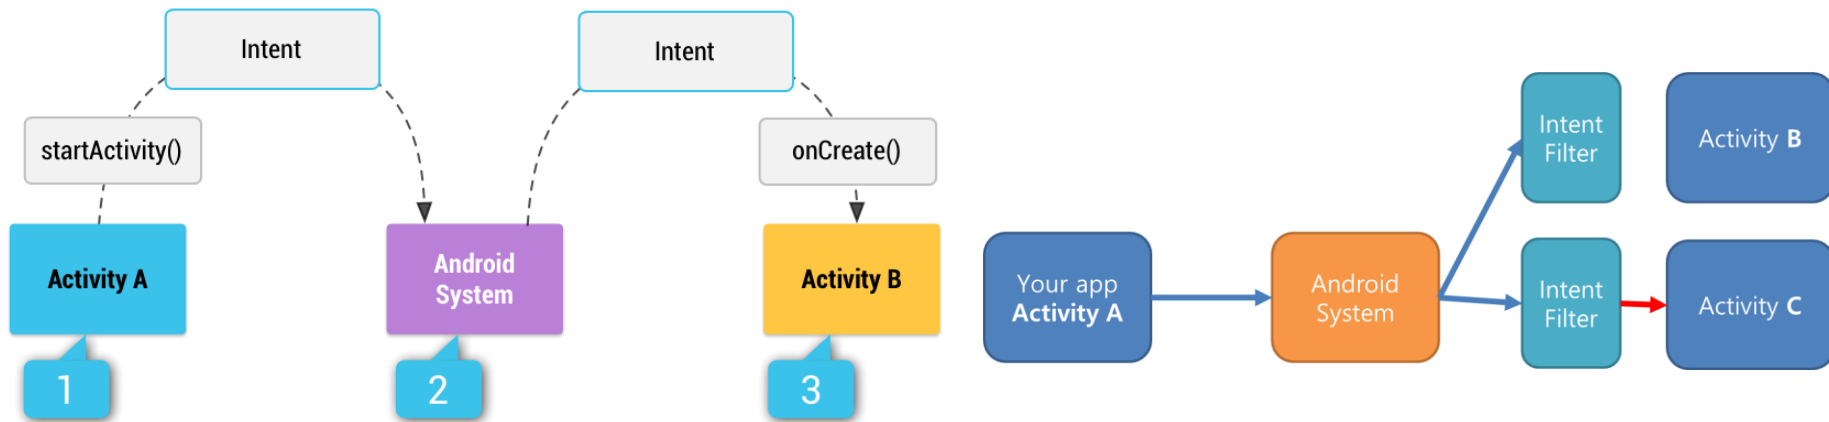 Intent
Intent
startActivity()
onCreate()
Activity A
Android
System
Activity B
1
2
3
Your app
Activity A
Android
System
Intent
Filter
Activity B
Intent
Filter
Activity C